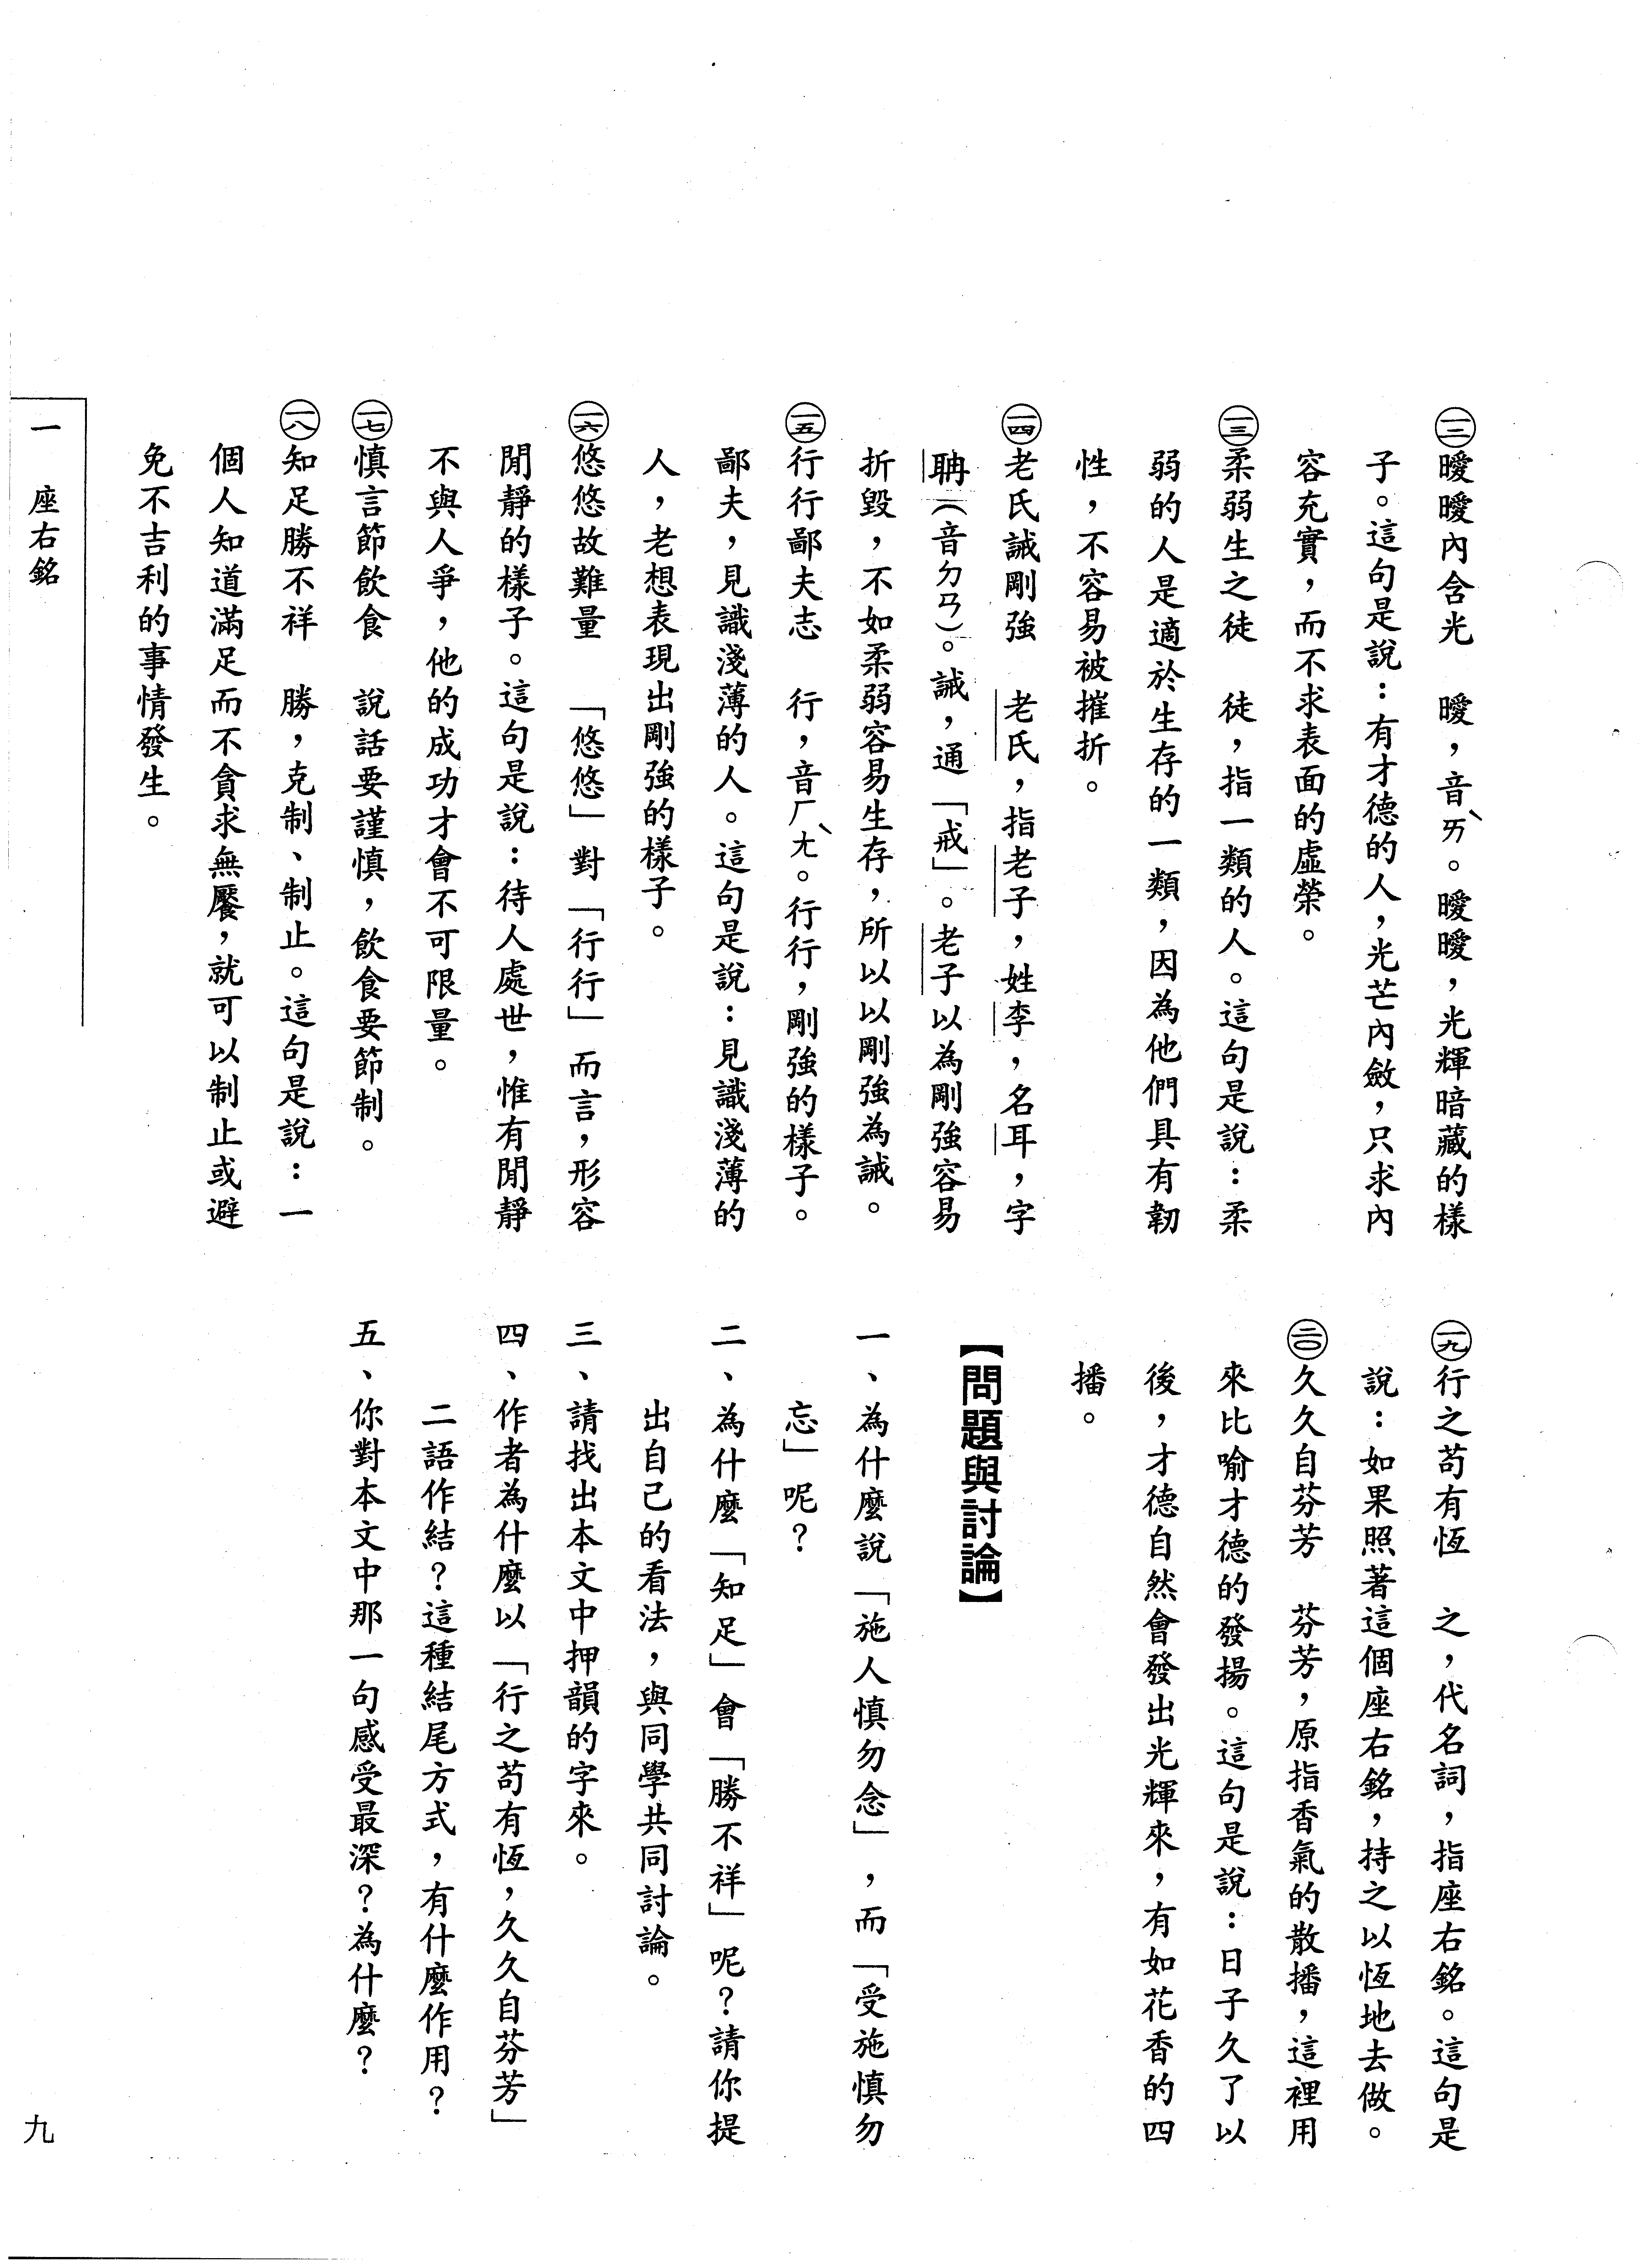 ㊀㊁曖曖內含光　曖，音ㄞˋ。曖曖，光輝暗藏的樣
子。這句是說：有才德的人，光芒內斂，只求內
容充實，而不求表面的虛榮。
⑬柔弱生之徒　徒，指一類的人。這句是說：柔
弱的人是適於生存的一類，因為他們具有韌
性，不容易被摧折。
⑭老氏誡剛強　老氏，指老子，姓李，名耳，字
聃（音ㄉㄢ）。誡，通「戒」。老子以為剛強容易
折毀，不如柔弱容易生存，所以以剛強為誡。
⑮行行鄙夫志　行，音ㄏㄤˋ。行行，剛強的樣子。
鄙夫，見識淺薄的人。這句是說：見識淺薄的
人，老想表現出剛強的樣子。
⑯悠悠故難量　「悠悠」對「行行」而言，形容
閒靜的樣子。這句是說：待人處世，惟有閒靜
不與人爭，他的成功才會不可限量。
⑰慎言節飲食　說話要謹慎，飲食要節制。
⑱知足勝不祥　勝，克制、制止。這句是說：一
個人知道滿足而不貪求無饜，就可以制止或避
免不吉利的事情發生。
⑲行之苟有恆　之，代名詞，指座右銘。這句是
說：如果照著這個座右銘，持之以恆地去做。
⑳久久自芬芳　芬芳，原指香氣的散播，這裡用
來比喻才德的發揚。這句是說：日子久了以
後，才德自然會發出光輝來，有如花香的四
播。
【問題與討論】
一、為什麼說「施人慎勿念」，而「受施慎勿
忘」呢？
二、為什麼「知足」會「勝不祥」呢？請你提
出自己的看法，與同學共同討論。
三、請找出本文中押韻的字來。
四、作者為什麼以「行之苟有恆，久久自芬芳」
二語作結？這種結尾方式，有什麼作用？
五、你對本文中那一句感受最深？為什麼？
一　座右銘
九